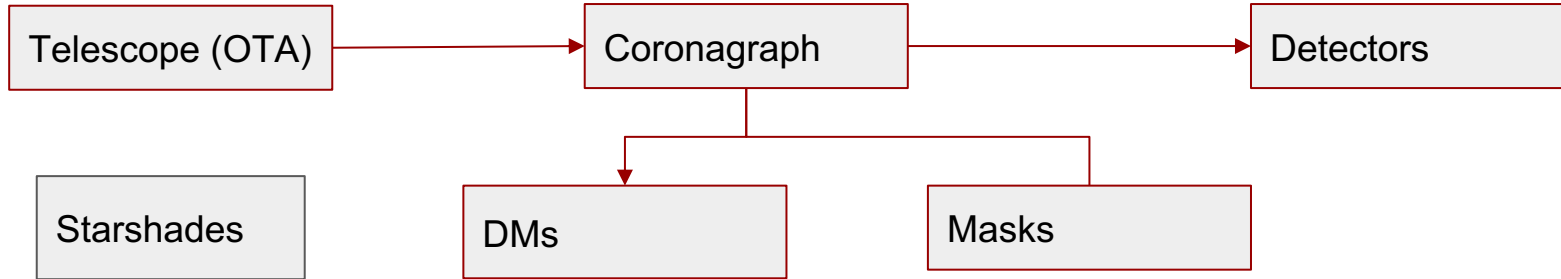 Telescope (OTA)
Coronagraph
Detectors
Starshades
DMs
Masks